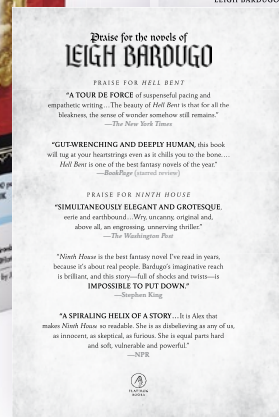 LEIGH BARDUGO
Praise for the novels of
LEIGH BARDUGO
PRAISE FOR HELL BENT
"A TOUR DE FORCE of suspenseful pacing and
empathetic writing…The beauty of Hell Bent is that for all the
bleakness, the sense of wonder somehow still remains."
—The New York Times
"GUT-WRENCHING AND DEEPLY HUMAN, this book
will tug at your heartstrings even as it chills you to the bone.…
Hell Bent is one of the best fantasy novels of the year."
—BookPage (starred review)
PRAISE FOR NINTH HOUSE
"SIMULTANEOUSLY ELEGANT AND GROTESQUE,
eerie and earthbound…Wry, uncanny, original and,
above all, an engrossing, unnerving thriller."
—The Washington Post
"Ninth House is the best fantasy novel I've read in years,
because it's about real people. Bardugo's imaginative reach
is brilliant, and this story—full of shocks and twists—is
IMPOSSIBLE TO PUT DOWN."
—Stephen King
"A SPIRALING HELIX OF A STORY…It is Alex that
makes Ninth House so readable. She is as disbelieving as any of us,
as innocent, as skeptical, as furious. She is equal parts hard
and soft, vulnerable and powerful."
—NPR
FLATIRON
BOOKS